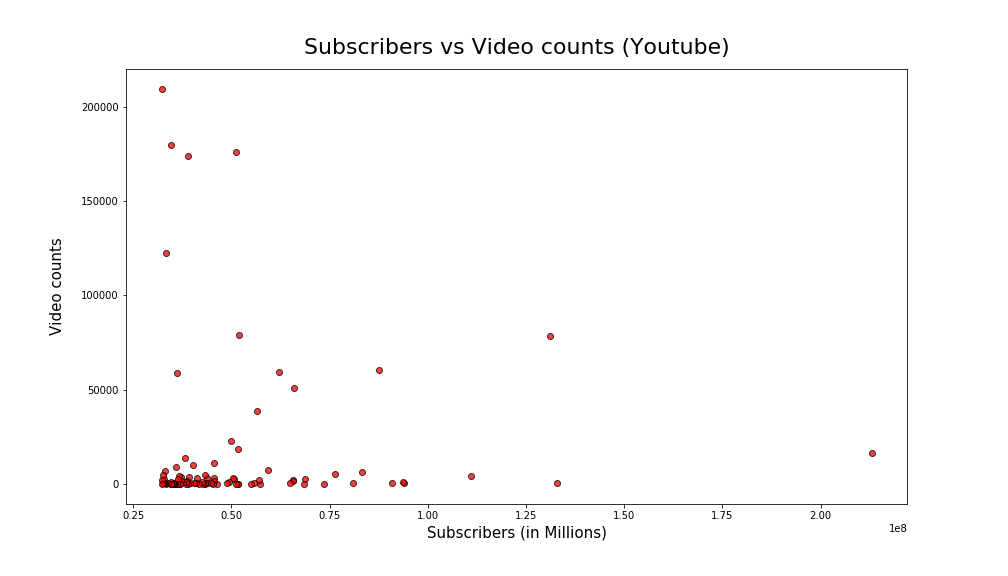 Subscribers vs Video counts (Youtube)
200000
150000
100000
50000
0
Video counts
0.25 0.50 0.75 1.00 1.25 1.50 1.75 2.00
1e8
Subscribers (in Millions)